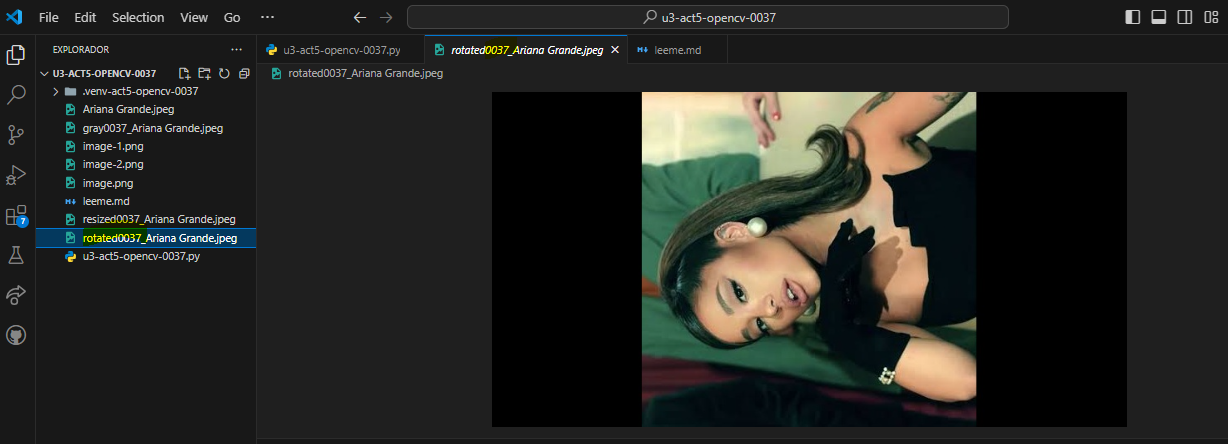 File Edit Selection View Go ··· u3-act5-opencv-0037
EXPLORADOR ···
u3-act5-opencv-0037.py rotated0037_Ariana Grande.jpeg leeme.md
U3-ACT5-OPENCV-0037
rotated0037_Ariana Grande.jpeg
.venv-act5-opencv-0037
Ariana Grande.jpeg
gray0037_Ariana Grande.jpeg
image-1.png
image-2.png
image.png
leeme.md
resized0037_Ariana Grande.jpeg
rotated0037_Ariana Grande.jpeg
u3-act5-opencv-0037.py
7